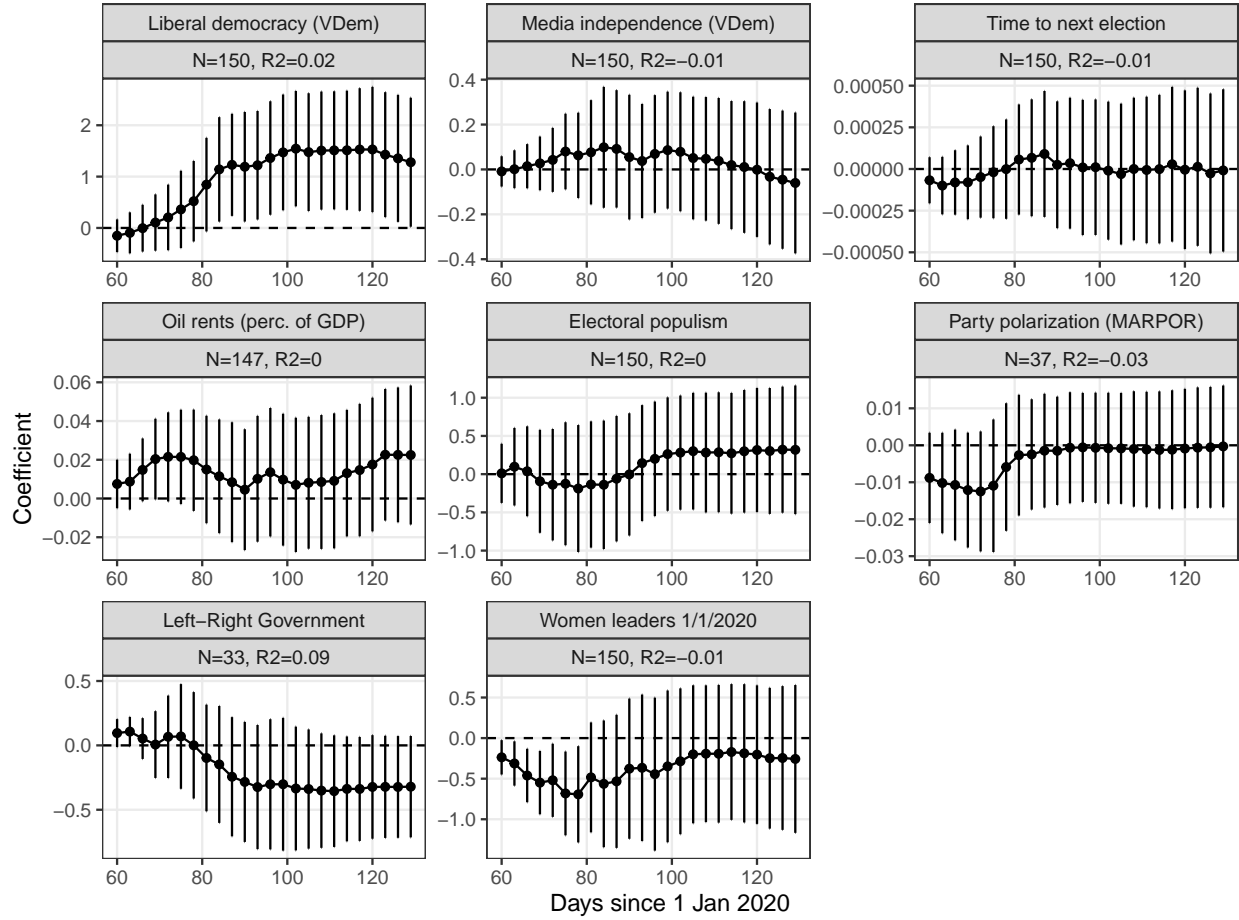 Liberal democracy (VDem)
N=150, R2=0.02
2
1
0
60 80 100 120
Media independence (VDem)
N=150, R2=−0.01
0.4
0.2
0.0
−0.2
−0.4
60 80 100 120
Time to next election
N=150, R2=−0.01
0.00050
0.00025
0.00000
−0.00025
−0.00050
60 80 100 120
Oil rents (perc. of GDP)
N=147, R2=0
0.06
0.04
0.02
0.00
−0.02
60 80 100 120
Electoral populism
N=150, R2=0
1.0
0.5
0.0
−0.5
−1.0
60 80 100 120
Party polarization (MARPOR)
N=37, R2=−0.03
0.01
0.00
−0.01
−0.02
−0.03
60 80 100 120
Left−Right Government
N=33, R2=0.09
0.5
0.0
−0.5
60 80 100 120
Women leaders 1/1/2020
N=150, R2=−0.01
0.5
0.0
−0.5
−1.0
60 80 100 120
Coefficient
Days since 1 Jan 2020